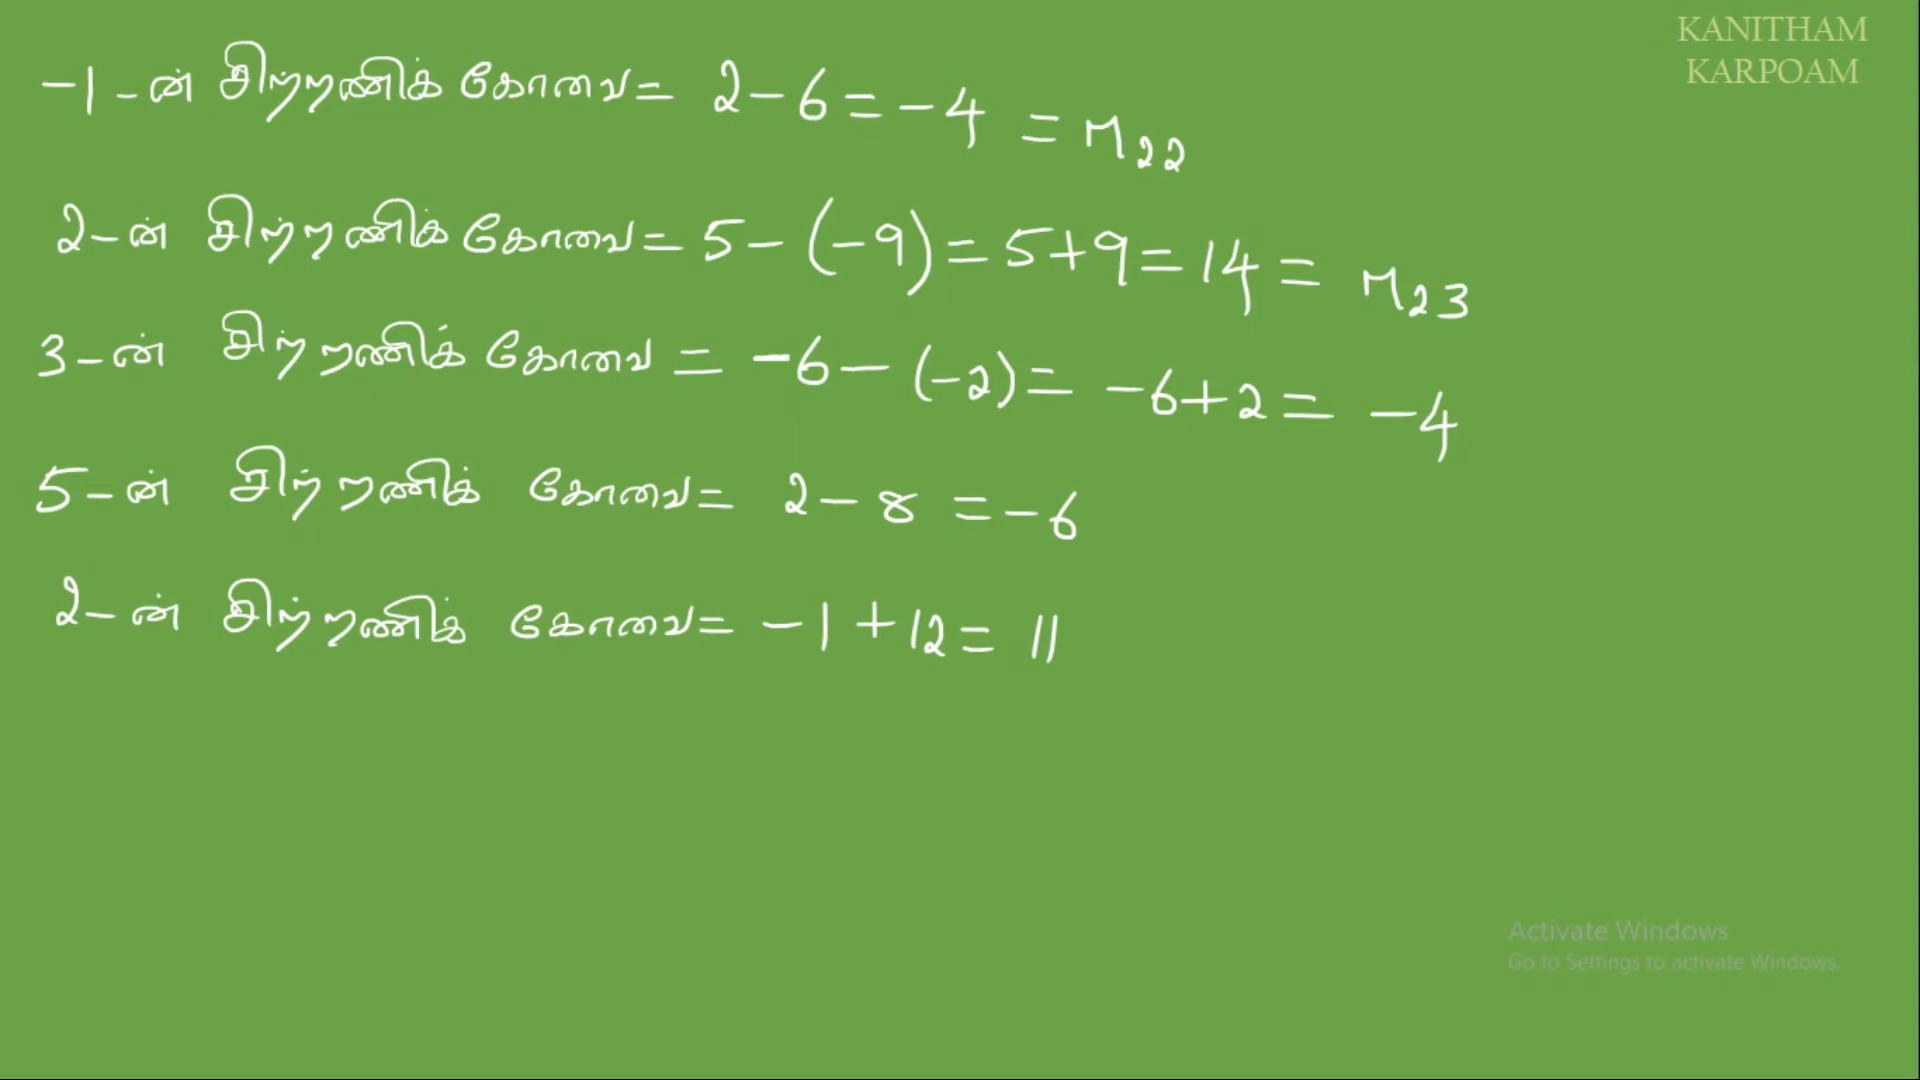 KANITHAM
KARPOAM
-1-ன் சிற்றணிக் கோவை = 2-6 = -4 = M₂₂
2-ன் சிற்றணிக் கோவை = 5-(-9) = 5+9 = 14 = M₂₃
3-ன் சிற்றணிக் கோவை = -6-(-2) = -6+2 = -4
5-ன் சிற்றணிக் கோவை = 2-8 = -6
2-ன் சிற்றணிக் கோவை = -1+12 = 11
Activate Windows
Go to Settings to activate Windows.